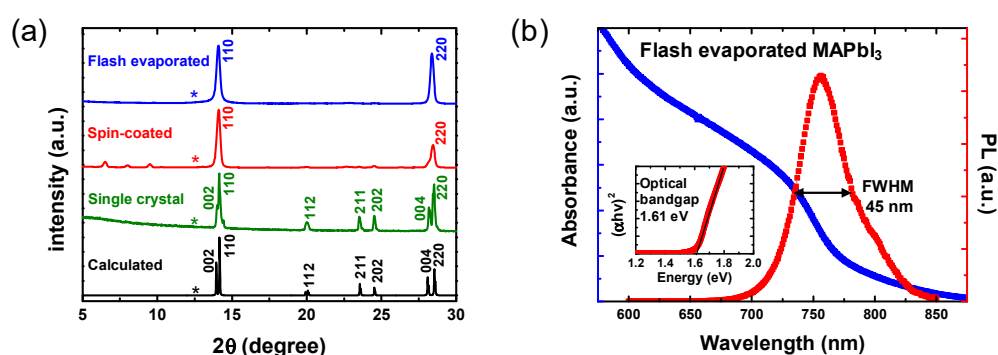 (a)
intensity (a.u.)
Flash evaporated
*
110
220
Spin-coated
*
110
220
Single crystal
*
002
110
112
211
202
004
220
Calculated
*
002
110
112
211
202
004
220
5 10 15 20 25 30
2θ (degree)
(b)
Flash evaporated MAPbI₃
Absorbance (a.u.)
PL (a.u.)
FWHM
45 nm
(αhν)²
Optical
bandgap
1.61 eV
1.2 1.4 1.6 1.8 2.0
Energy (eV)
600 650 700 750 800 850
Wavelength (nm)